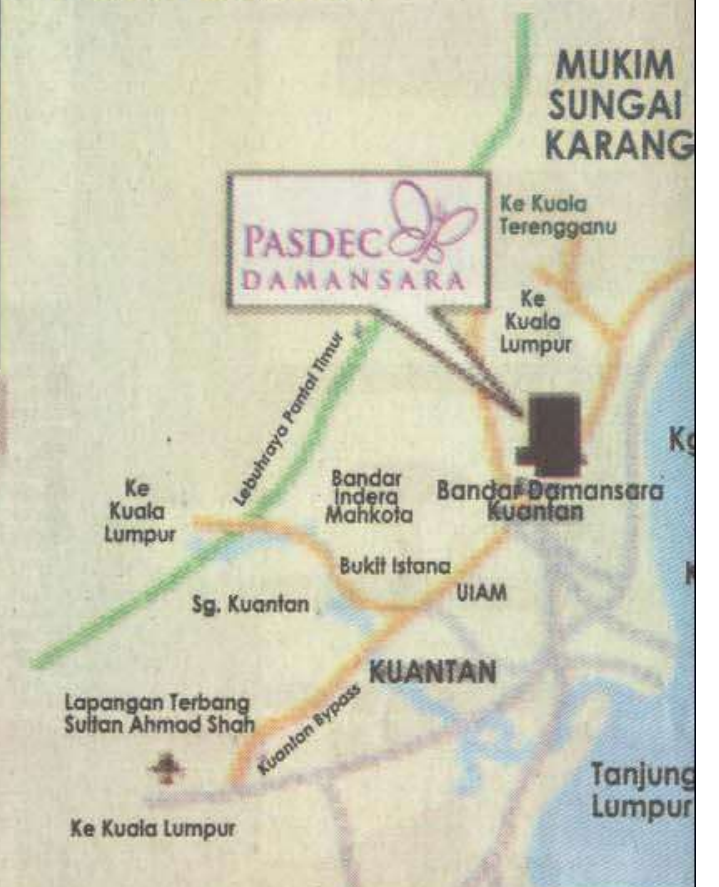 MUKIM
SUNGAI
KARANG
Ke Kuala
Terengganu
PASDEC
DAMANSARA
Ke
Kuala
Lumpur
Lebuhraya Pantai Timur
Ke
Kuala
Lumpur
Bandar
Indera
Mahkota
Bandar Damansara
Kuantan
Bukit Istana
UIAM
Sg. Kuantan
KUANTAN
Lapangan Terbang
Sultan Ahmad Shah
Kuantan Bypass
Tanjung
Lumpur
Ke Kuala Lumpur